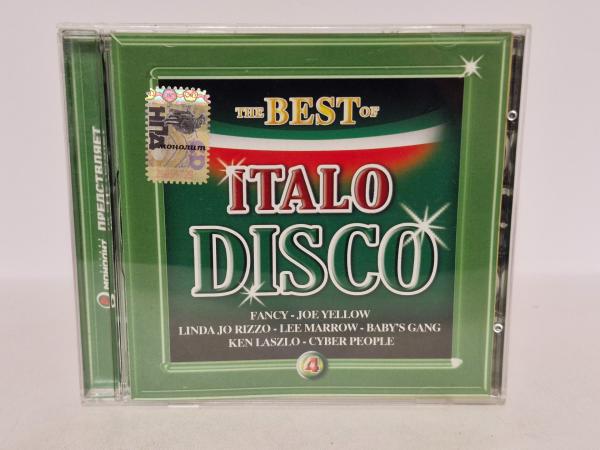 THE BEST OF
ITALO
DISCO
FANCY - JOE YELLOW
LINDA JO RIZZO - LEE MARROW - BABY'S GANG
KEN LASZLO - CYBER PEOPLE
4
МОНОЛИТ ПРЕДСТАВЛЯЕТ
МОНОЛИТ